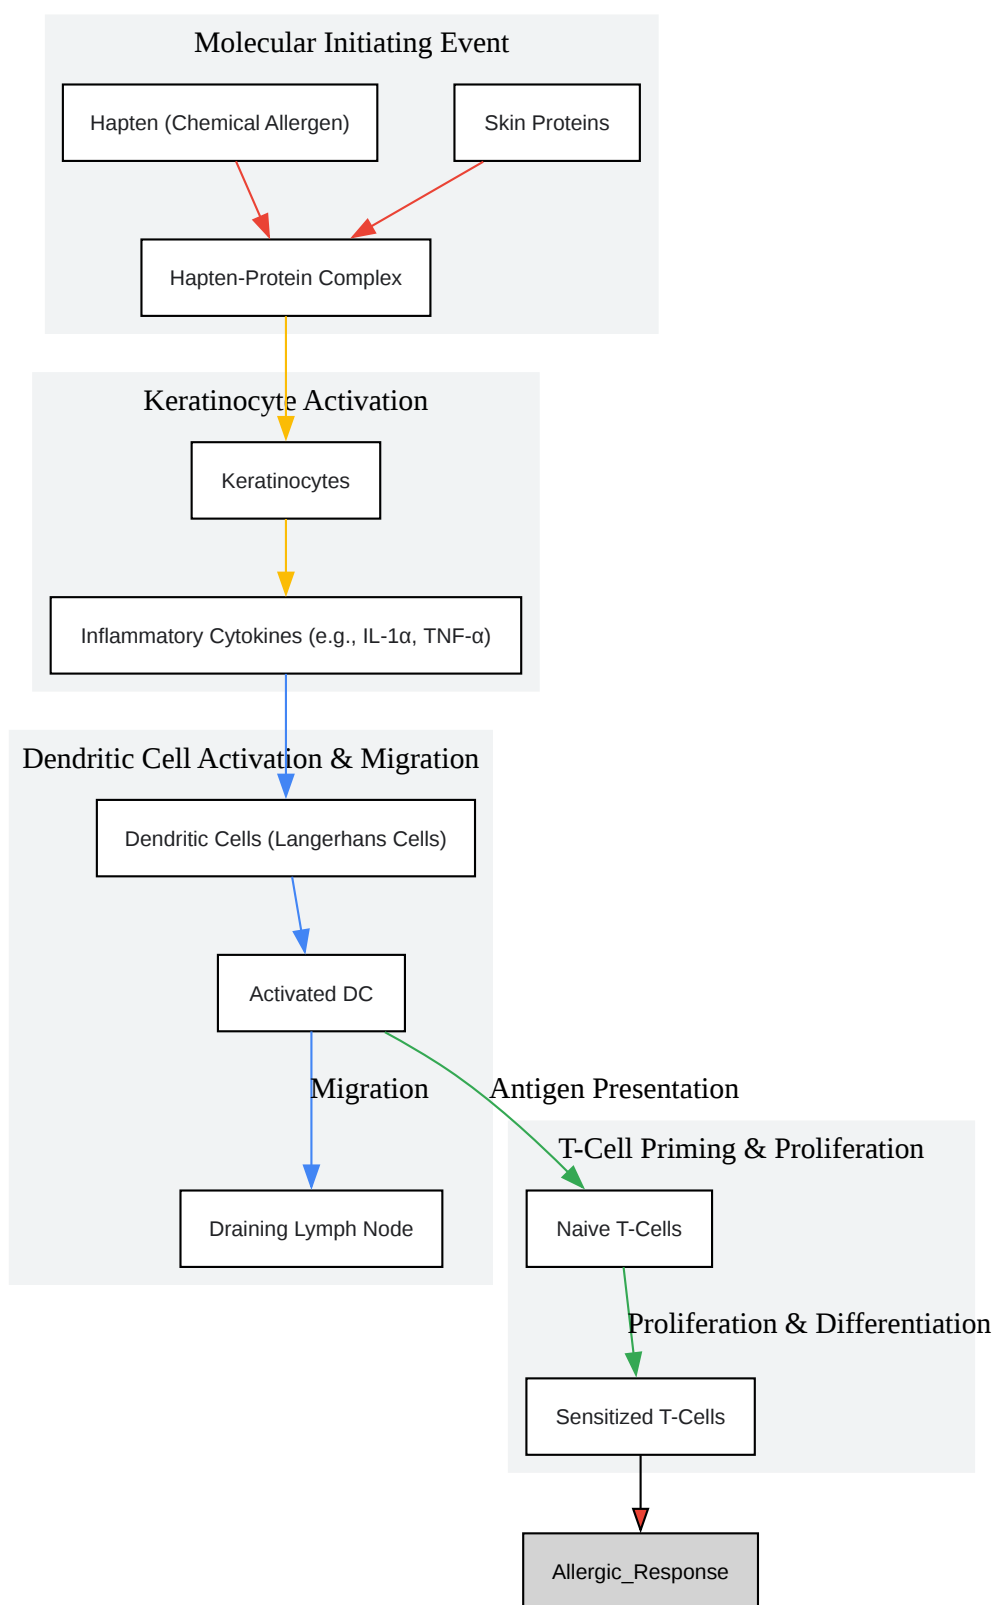 Molecular Initiating Event
Hapten (Chemical Allergen)
Skin Proteins
Hapten-Protein Complex
Keratinocyte Activation
Keratinocytes
Inflammatory Cytokines (e.g., IL-1α, TNF-α)
Dendritic Cell Activation & Migration
Dendritic Cells (Langerhans Cells)
Activated DC
Migration
Antigen Presentation
T-Cell Priming & Proliferation
Draining Lymph Node
Naive T-Cells
Proliferation & Differentiation
Sensitized T-Cells
Allergic_Response